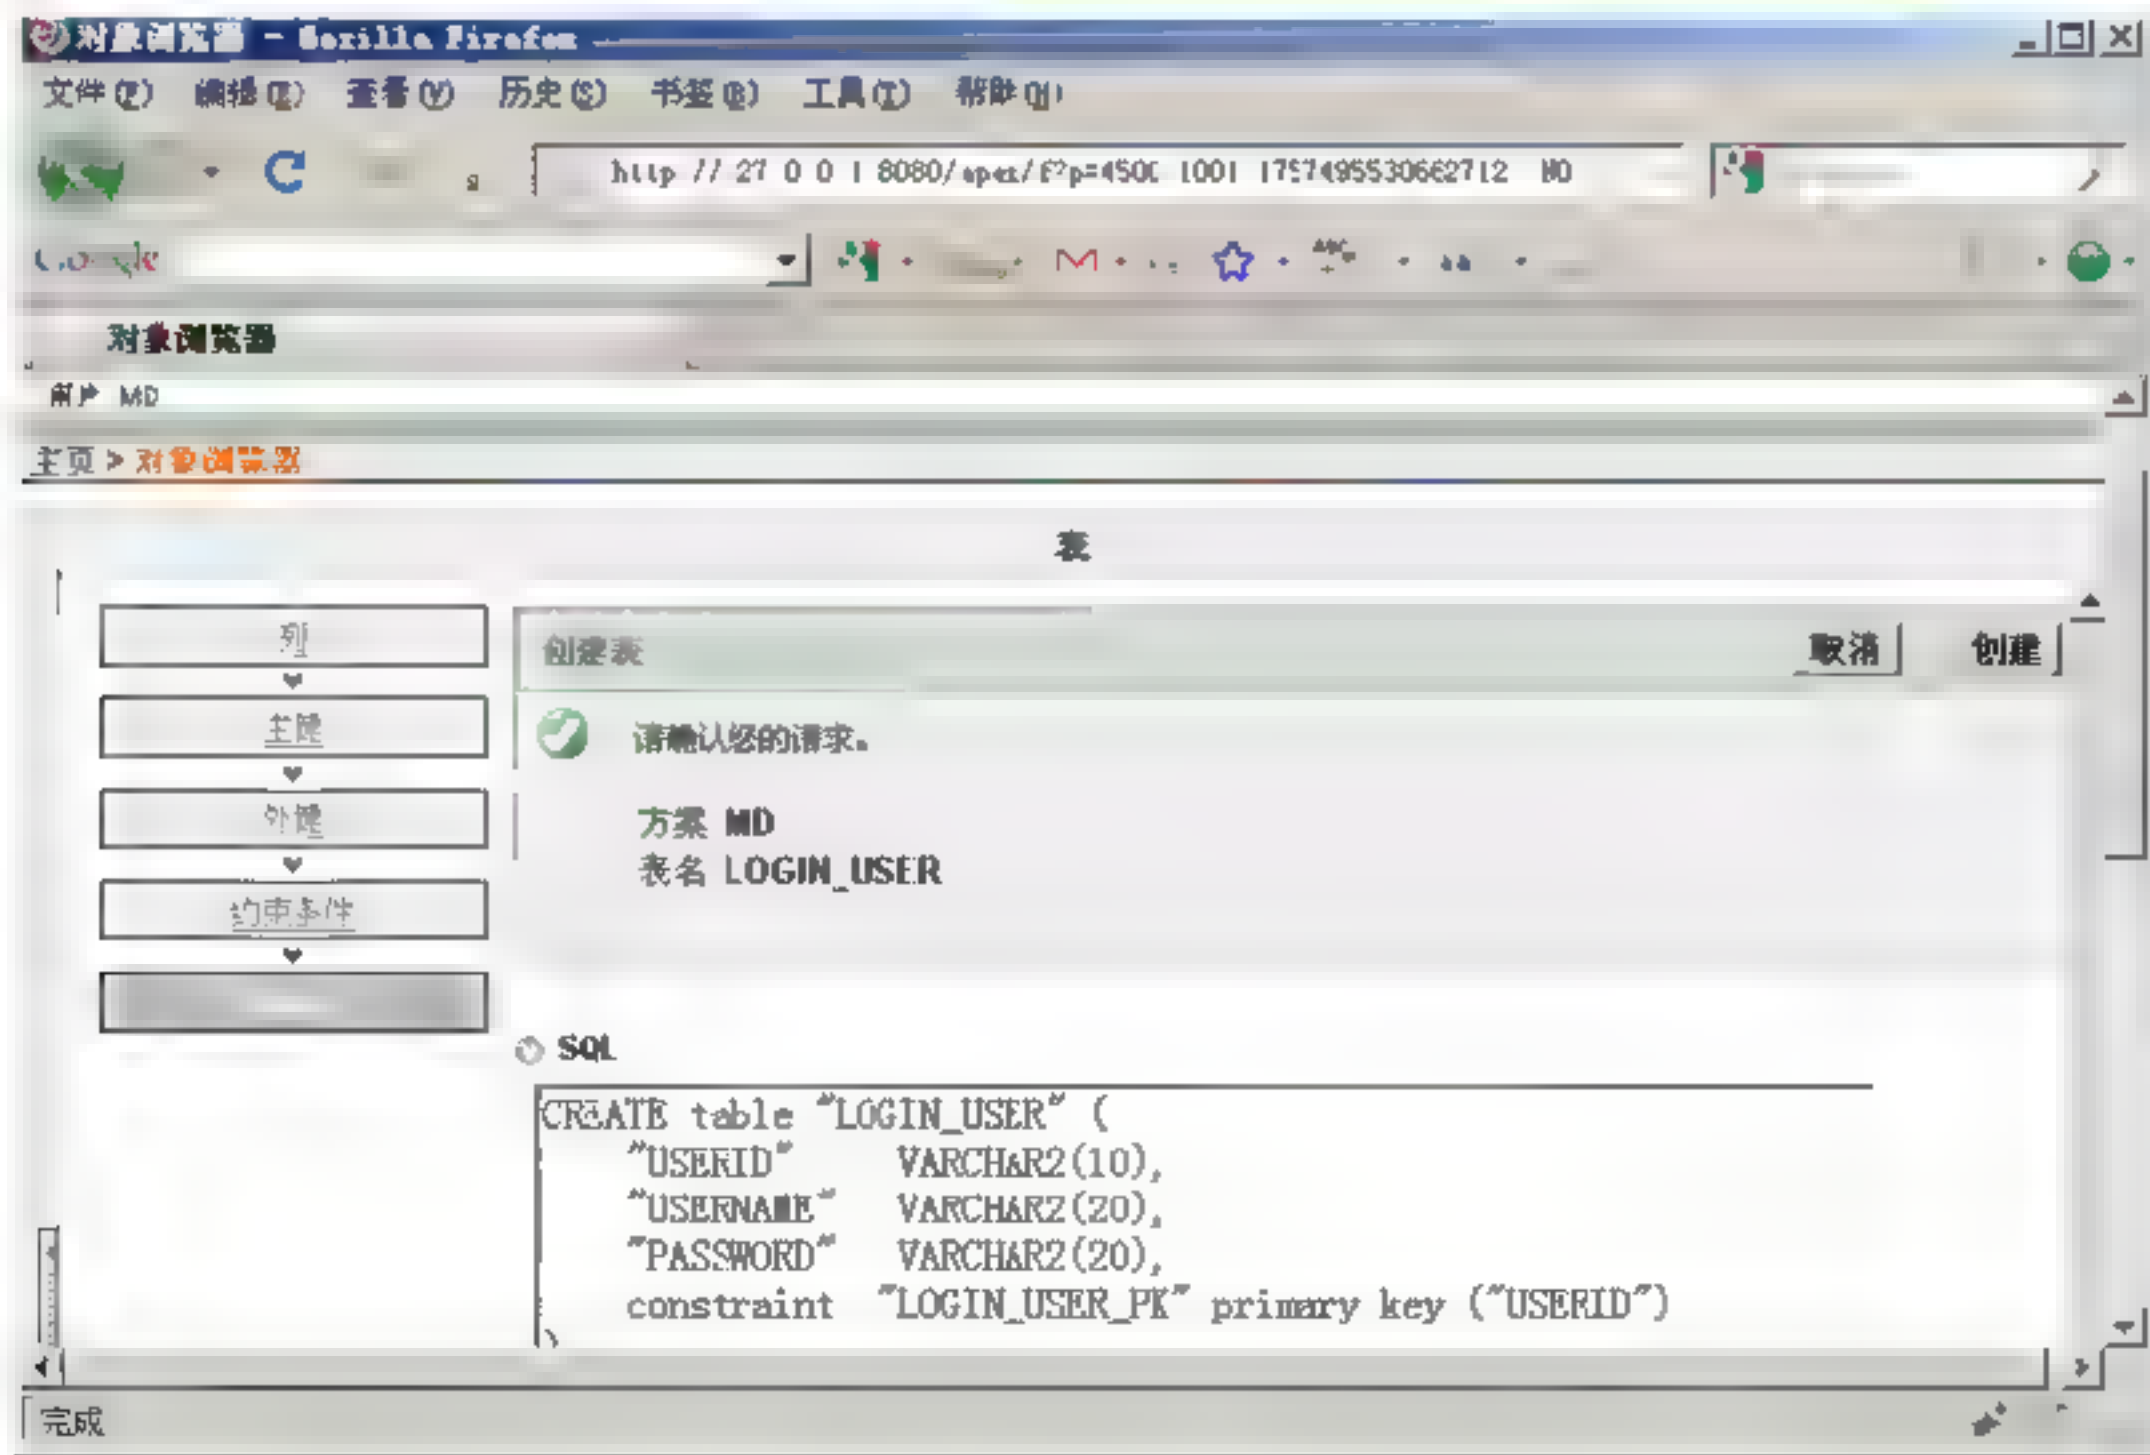 对象浏览器 - Mozilla Firefox
文件(F) 编辑(E) 查看(V) 历史(S) 书签(B) 工具(T) 帮助(H)
Google
对象浏览器
用户 MD
主页 > 对象浏览器
表
列
创建表 取消 创建
主键
请确认您的请求。
外键
方案 MD
表名 LOGIN_USER
约束条件
SQL
CREATE table "LOGIN_USER" (
"USERID" VARCHAR2(10),
"USERNAME" VARCHAR2(20),
"PASSWORD" VARCHAR2(20),
constraint "LOGIN_USER_PK" primary key ("USERID")
)
完成